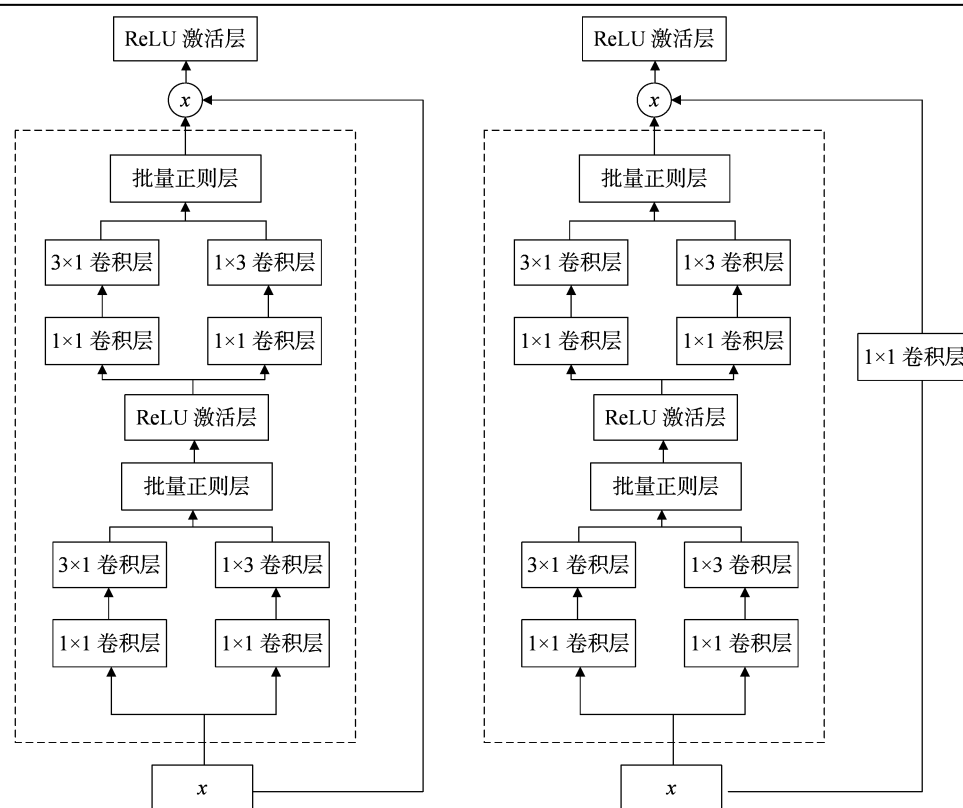 ReLU 激活层
x
批量正则层
3×1 卷积层
1×3 卷积层
1×1 卷积层
1×1 卷积层
ReLU 激活层
批量正则层
3×1 卷积层
1×3 卷积层
1×1 卷积层
1×1 卷积层
x
ReLU 激活层
x
批量正则层
3×1 卷积层
1×3 卷积层
1×1 卷积层
1×1 卷积层
1×1 卷积层
ReLU 激活层
批量正则层
3×1 卷积层
1×3 卷积层
1×1 卷积层
1×1 卷积层
x